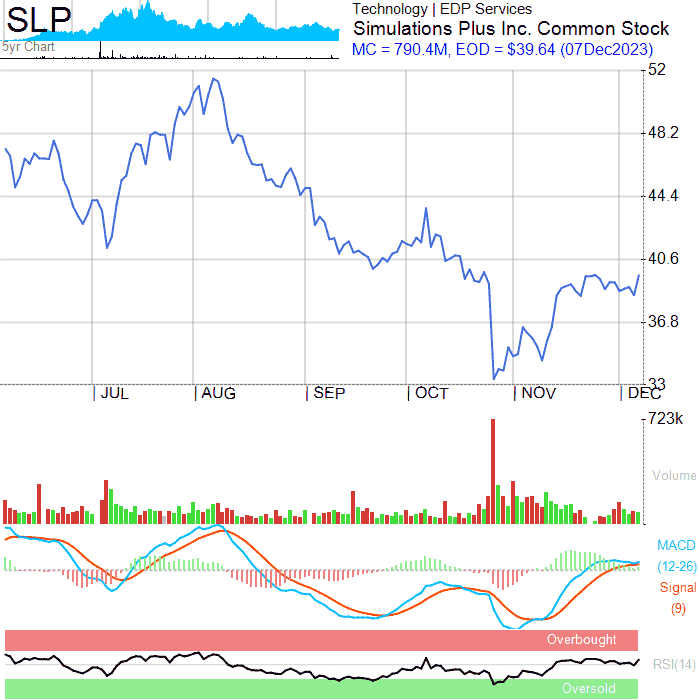 SLP
5yr Chart
Technology | EDP Services
Simulations Plus Inc. Common Stock
MC = 790.4M, EOD = $39.64 (07Dec2023)
52
48.2
44.4
40.6
36.8
33
JUL
AUG
SEP
OCT
NOV
DEC
723k
Volume
MACD
(12-26)
Signal
(9)
Overbought
RSI(14)
Oversold